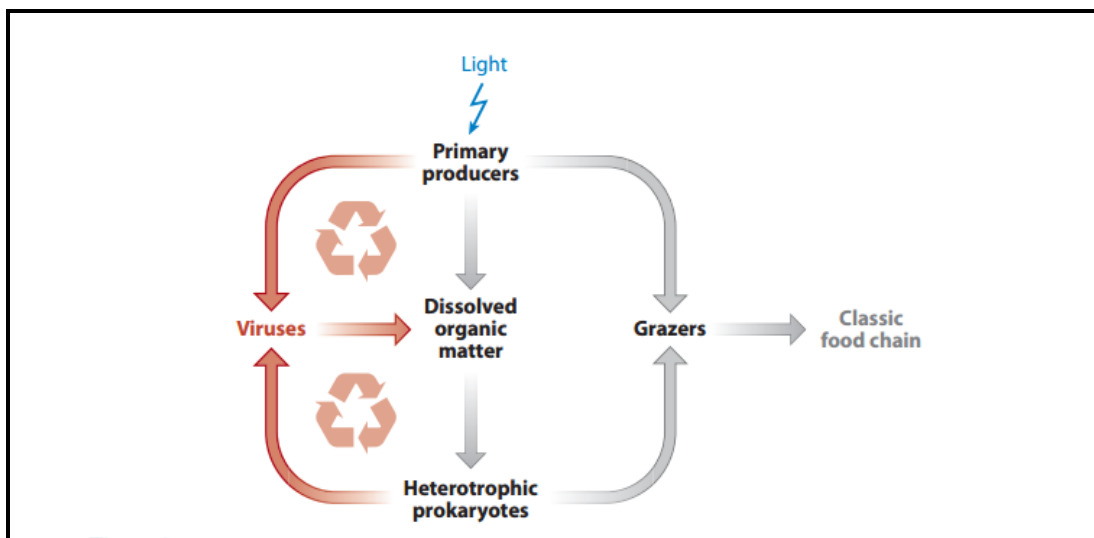 Light
Primary
producers
Viruses
Dissolved
organic
matter
Grazers
Classic
food chain
Heterotrophic
prokaryotes